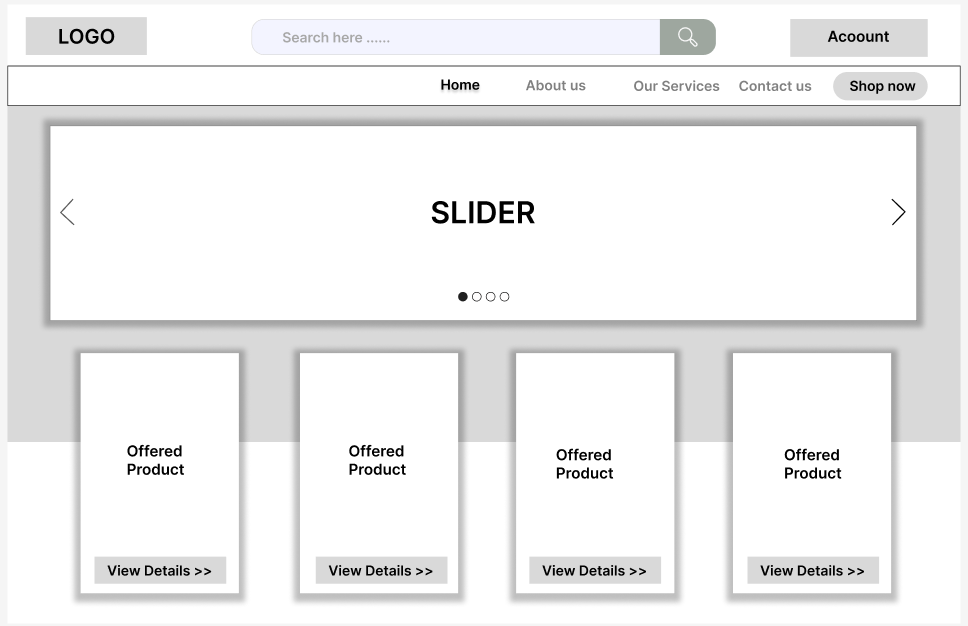 LOGO
Search here ......
Acoount
Home
About us
Our Services
Contact us
Shop now
SLIDER
Offered
Product
View Details >>
Offered
Product
View Details >>
Offered
Product
View Details >>
Offered
Product
View Details >>